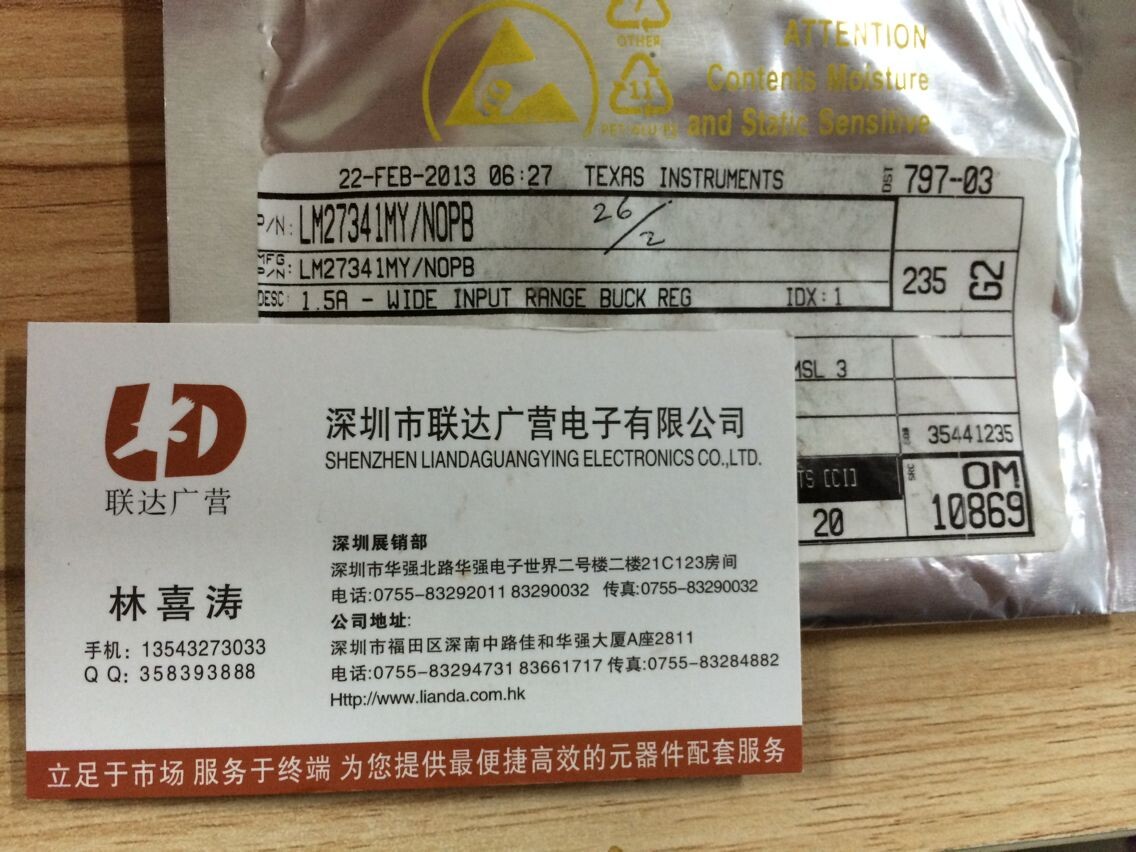 7
OTHER
11
ATTENTION
Contents Moisture
and Static Sensitive
22-FEB-2013 06:27 TEXAS INSTRUMENTS
DST 797-03
P/N: LM27341MY/NOPB
26/2
MFG P/N: LM27341MY/NOPB
235 G2
DESC: 1.5A - WIDE INPUT RANGE BUCK REG IDX: 1
MSL 3
35441235
TS [CI]
20
OM
10869
LD
联达广营
深圳市联达广营电子有限公司
SHENZHEN LIANDAGUANGYING ELECTRONICS CO.,LTD.
林喜涛
手机：13543273033
Q Q：358393888
深圳展销部
深圳市华强北路华强电子世界二号楼二楼21C123房间
电话:0755-83292011 83290032 传真:0755-83290032
公司地址:
深圳市福田区深南中路佳和华强大厦A座2811
电话:0755-83294731 83661717 传真:0755-83284882
Http://www.lianda.com.hk
立足于市场 服务于终端 为您提供最便捷高效的元器件配套服务